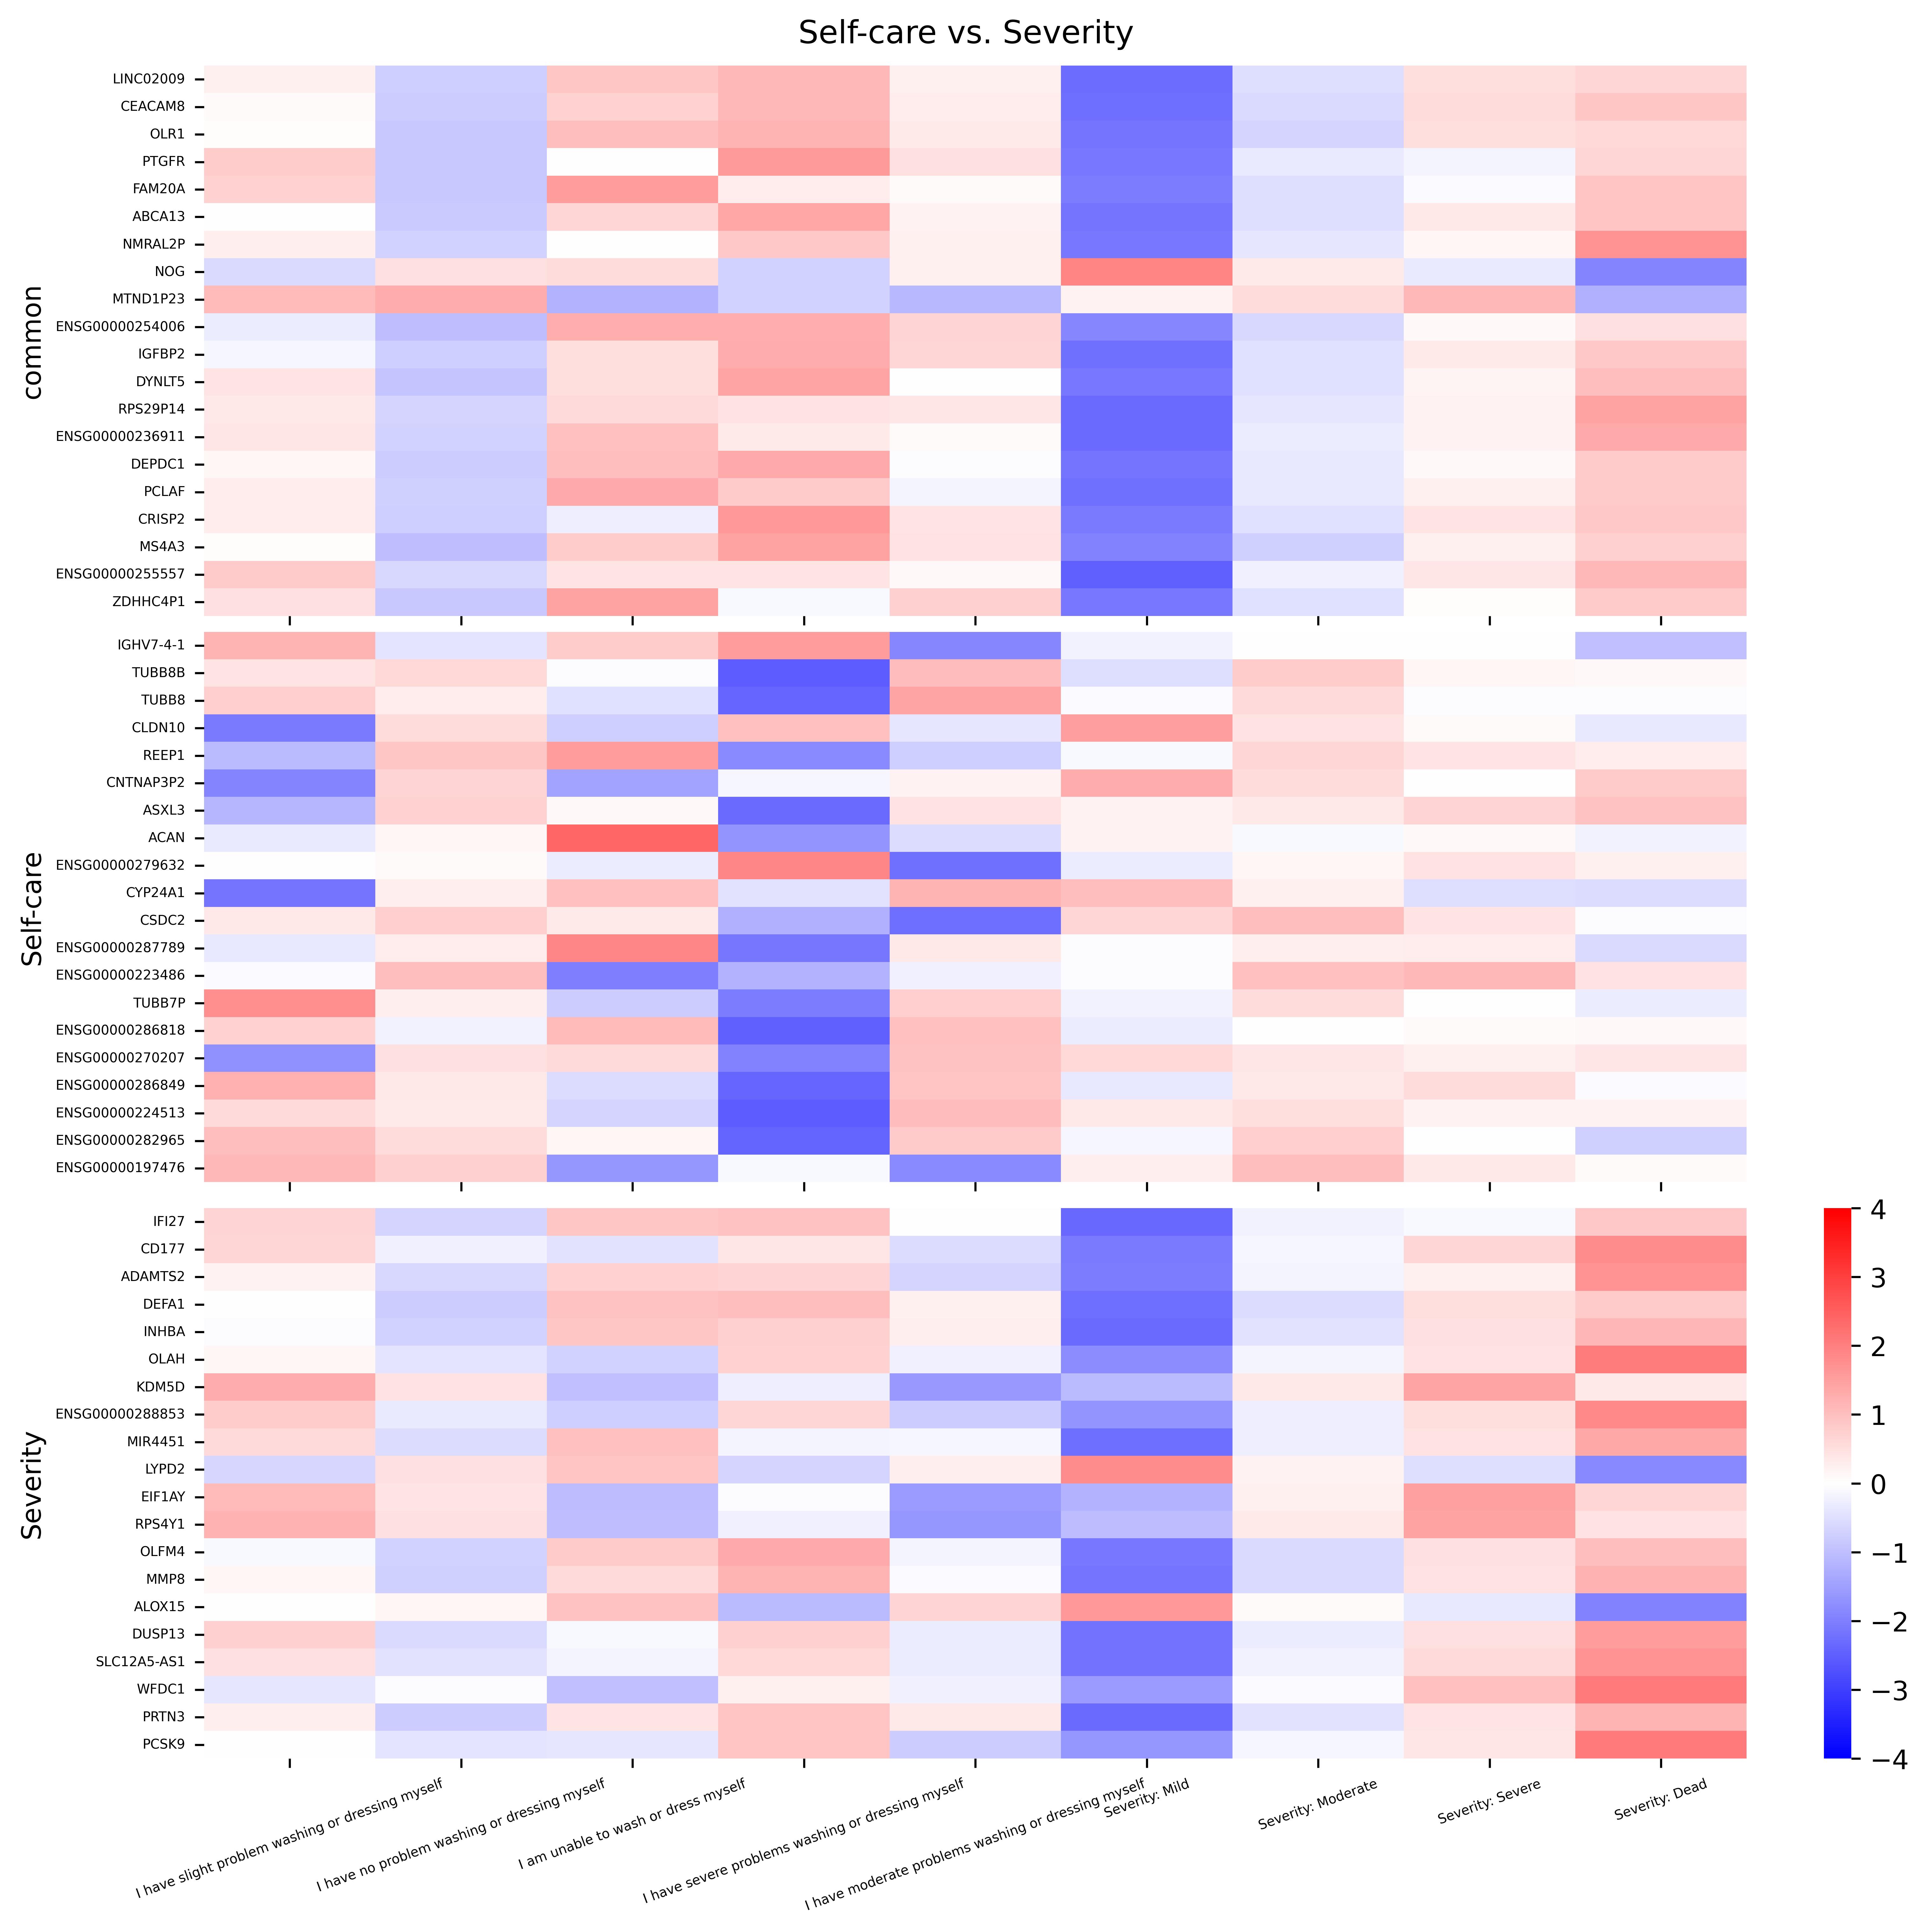 Self-care vs. Severity
common
LINC02009
CEACAM8
OLR1
PTGFR
FAM20A
ABCA13
NMRAL2P
NOG
MTND1P23
ENSG00000254006
IGFBP2
DYNLT5
RPS29P14
ENSG00000236911
DEPDC1
PCLAF
CRISP2
MS4A3
ENSG00000255557
ZDHHC4P1
Self-care
IGHV7-4-1
TUBB8B
TUBB8
CLDN10
REEP1
CNTNAP3P2
ASXL3
ACAN
ENSG00000279632
CYP24A1
CSDC2
ENSG00000287789
ENSG00000223486
TUBB7P
ENSG00000286818
ENSG00000270207
ENSG00000286849
ENSG00000224513
ENSG00000282965
ENSG00000197476
Severity
IFI27
CD177
ADAMTS2
DEFA1
INHBA
OLAH
KDM5D
ENSG00000288853
MIR4451
LYPD2
EIF1AY
RPS4Y1
OLFM4
MMP8
ALOX15
DUSP13
SLC12A5-AS1
WFDC1
PRTN3
PCSK9
4
3
2
1
0
−1
−2
−3
−4
I have slight problem washing or dressing myself
I have no problem washing or dressing myself
I am unable to wash or dress myself
I have severe problems washing or dressing myself
I have moderate problems washing or dressing myself
Severity: Mild
Severity: Moderate
Severity: Severe
Severity: Dead